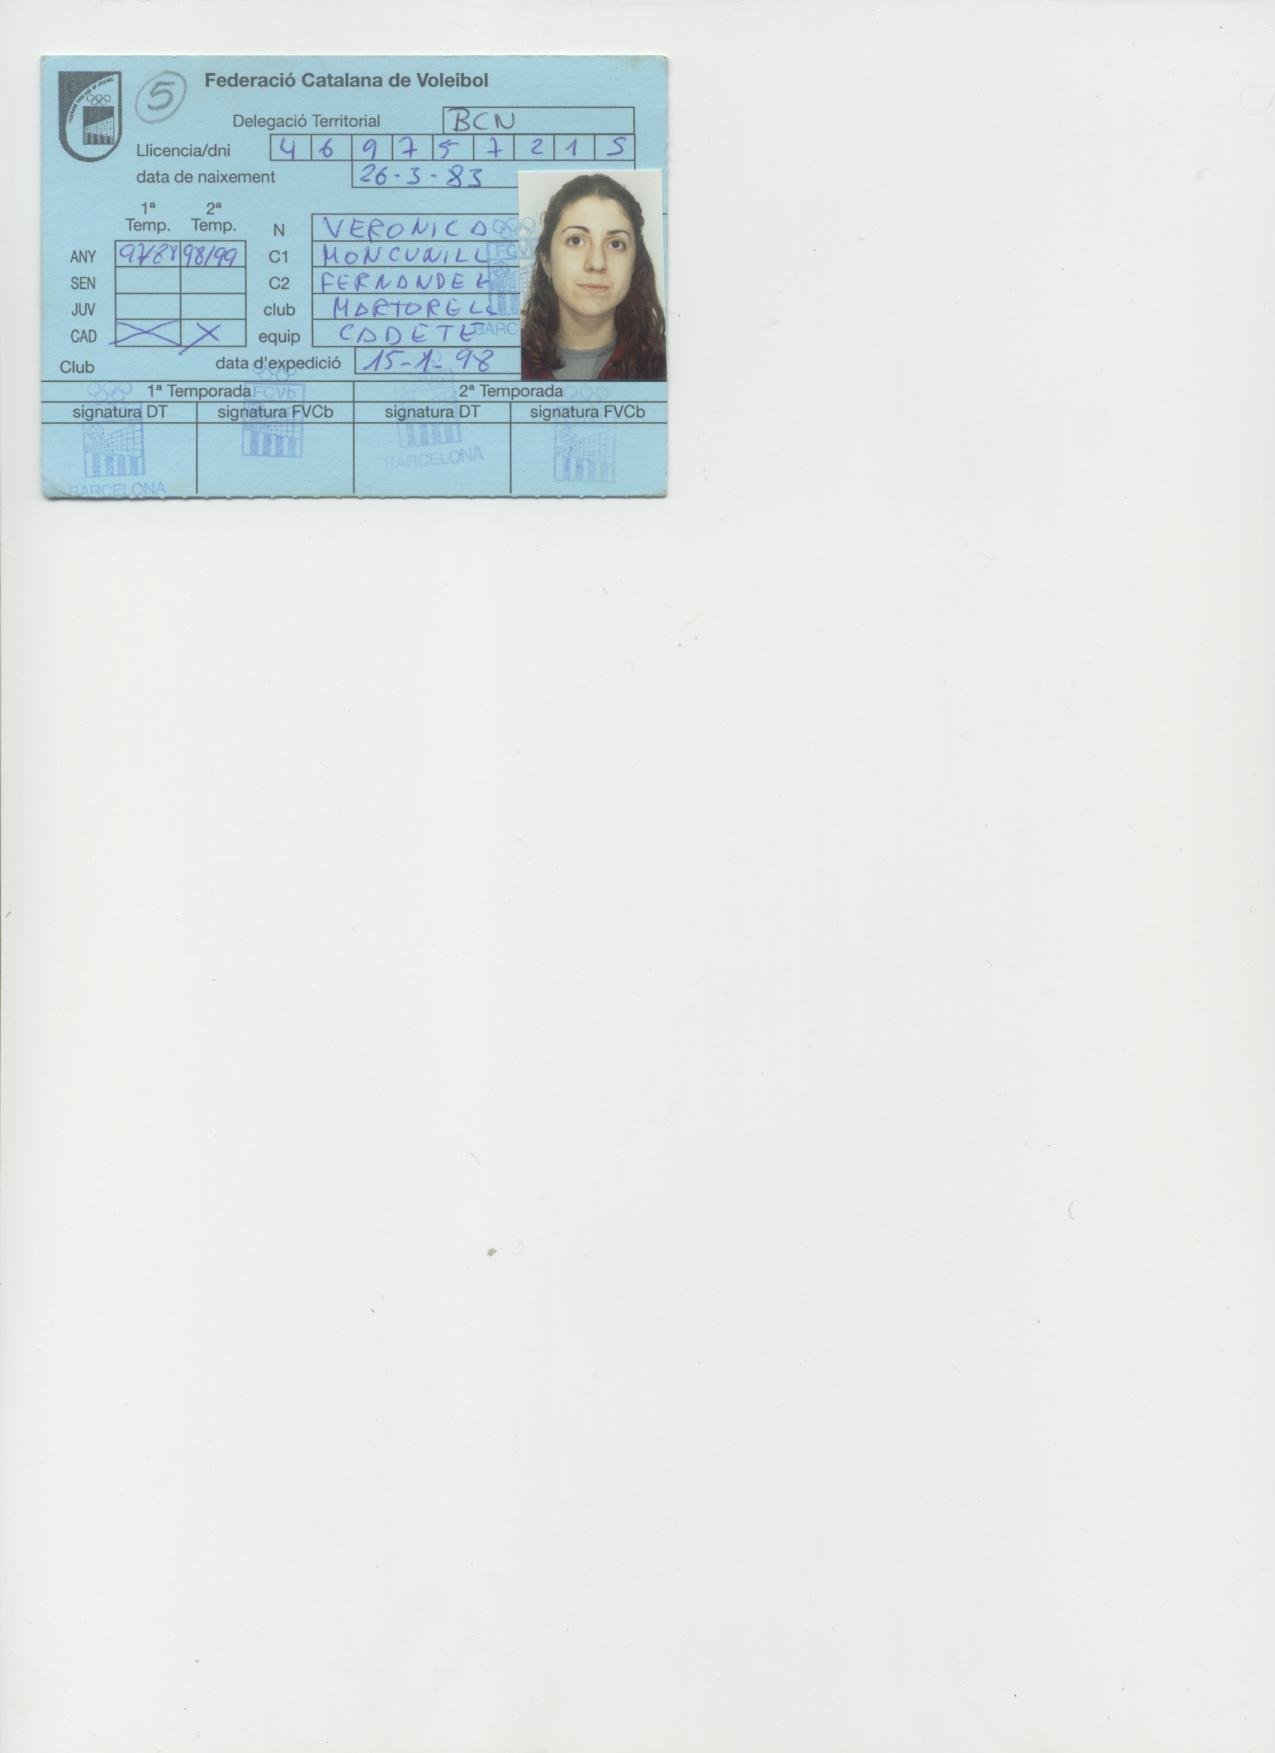 5
Federació Catalana de Voleibol
Delegació Territorial BCN
Llicencia/dni 4 6 9 7 5 7 2 1 S
data de naixement 26-3-83
1ª Temp. 2ª Temp.
N VERONICA
ANY 97/98 98/99 C1 MONCUNILL
SEN C2 FERNANDEZ
JUV club MARTORELL
CAD X X equip CADETE
Club data d'expedició 15-1-98
1ª Temporada 2ª Temporada
signatura DT signatura FVCb signatura DT signatura FVCb
FCVb
BARCELONA
BARCELONA